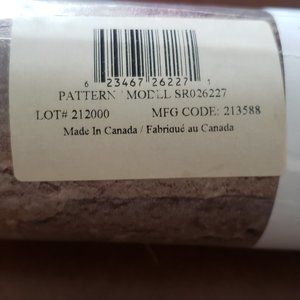 6 23467 26227 1
PATTERN / MODEL SR026227
LOT# 212000 MFG CODE: 213588
Made In Canada / Fabriqué au Canada